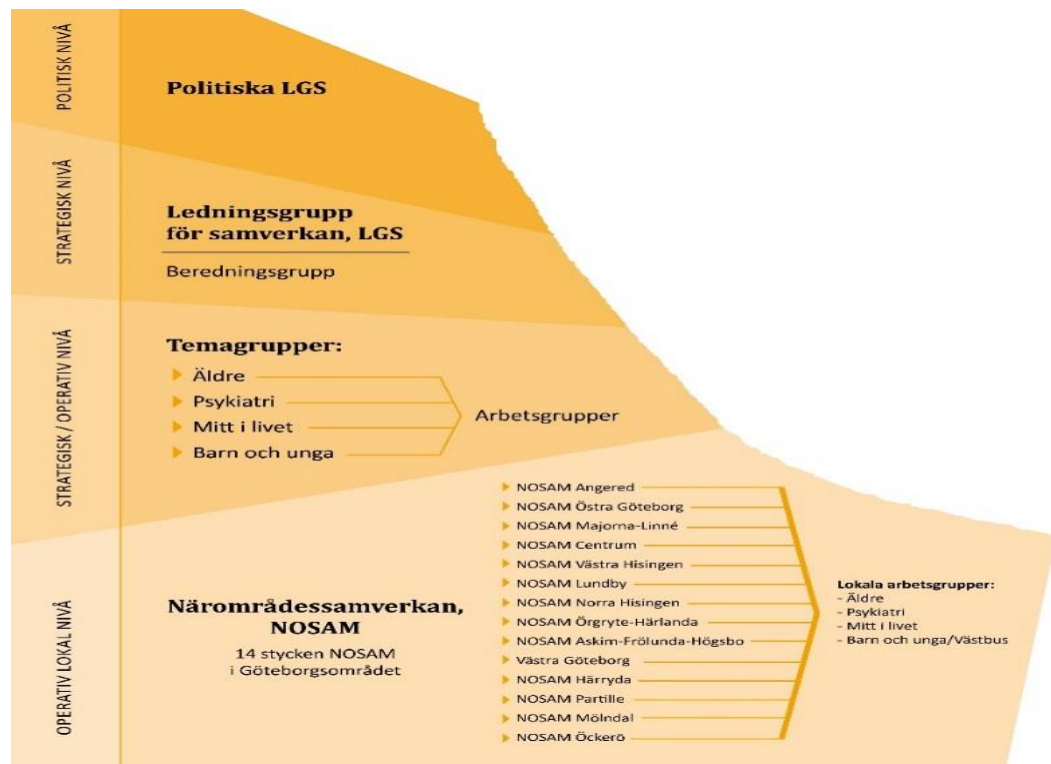 POLITISK NIVÅ
Politiska LGS
STRATEGISK NIVÅ
Ledningsgrupp
för samverkan, LGS
Beredningsgrupp
STRATEGISK / OPERATIV NIVÅ
Temagrupper:
Äldre
Psykiatri
Mitt i livet
Barn och unga
Arbetsgrupper
OPERATIV LOKAL NIVÅ
Närområdessamverkan,
NOSAM
14 stycken NOSAM
i Göteborgsområdet
NOSAM Angered
NOSAM Östra Göteborg
NOSAM Majorna-Linné
NOSAM Centrum
NOSAM Västra Hisingen
NOSAM Lundby
NOSAM Norra Hisingen
NOSAM Örgryte-Härlanda
NOSAM Askim-Frölunda-Högsbo
Västra Göteborg
NOSAM Härryda
NOSAM Partille
NOSAM Mölndal
NOSAM Öckerö
Lokala arbetsgrupper:
- Äldre
- Psykiatri
- Mitt i livet
- Barn och unga/Västbus